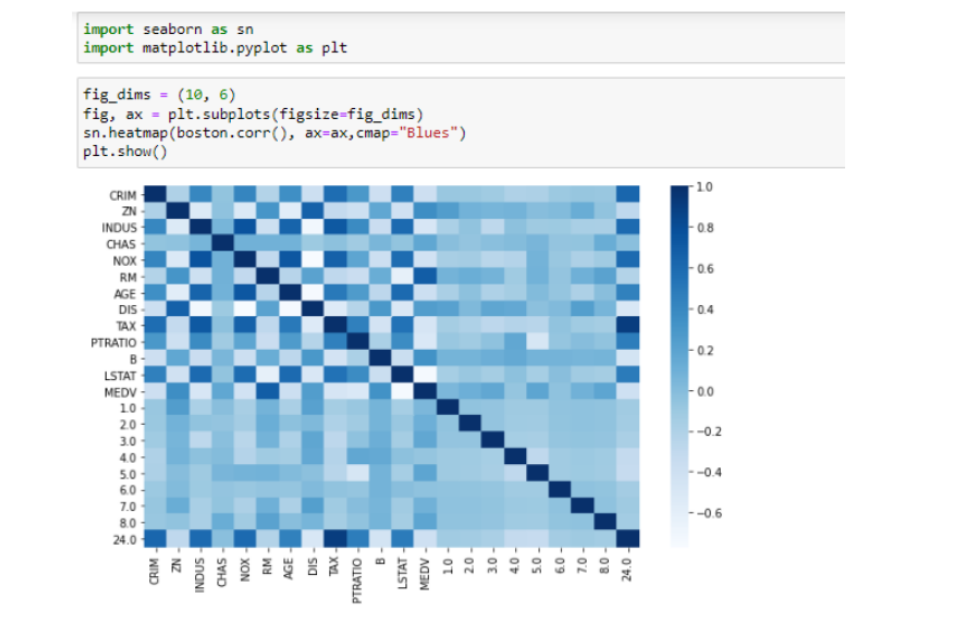 import seaborn as sn
import matplotlib.pyplot as plt
fig_dims = (10, 6)
fig, ax = plt.subplots(figsize=fig_dims)
sn.heatmap(boston.corr(), ax=ax,cmap="Blues")
plt.show()
CRIM
ZN
INDUS
CHAS
NOX
RM
AGE
DIS
TAX
PTRATIO
B
LSTAT
MEDV
1.0
2.0
3.0
4.0
5.0
6.0
7.0
8.0
24.0
CRIM ZN INDUS CHAS NOX RM AGE DIS TAX PTRATIO B LSTAT MEDV 1.0 2.0 3.0 4.0 5.0 6.0 7.0 8.0 24.0
1.0
0.8
0.6
0.4
0.2
0.0
−0.2
−0.4
−0.6